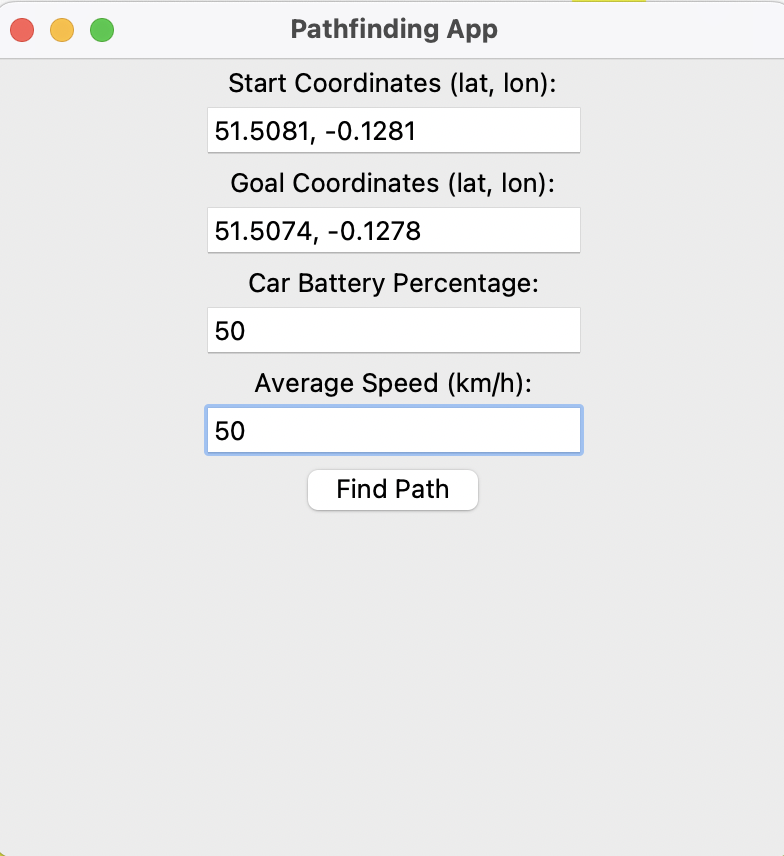 Pathfinding App
Start Coordinates (lat, lon):
51.5081, -0.1281
Goal Coordinates (lat, lon):
51.5074, -0.1278
Car Battery Percentage:
50
Average Speed (km/h):
50
Find Path